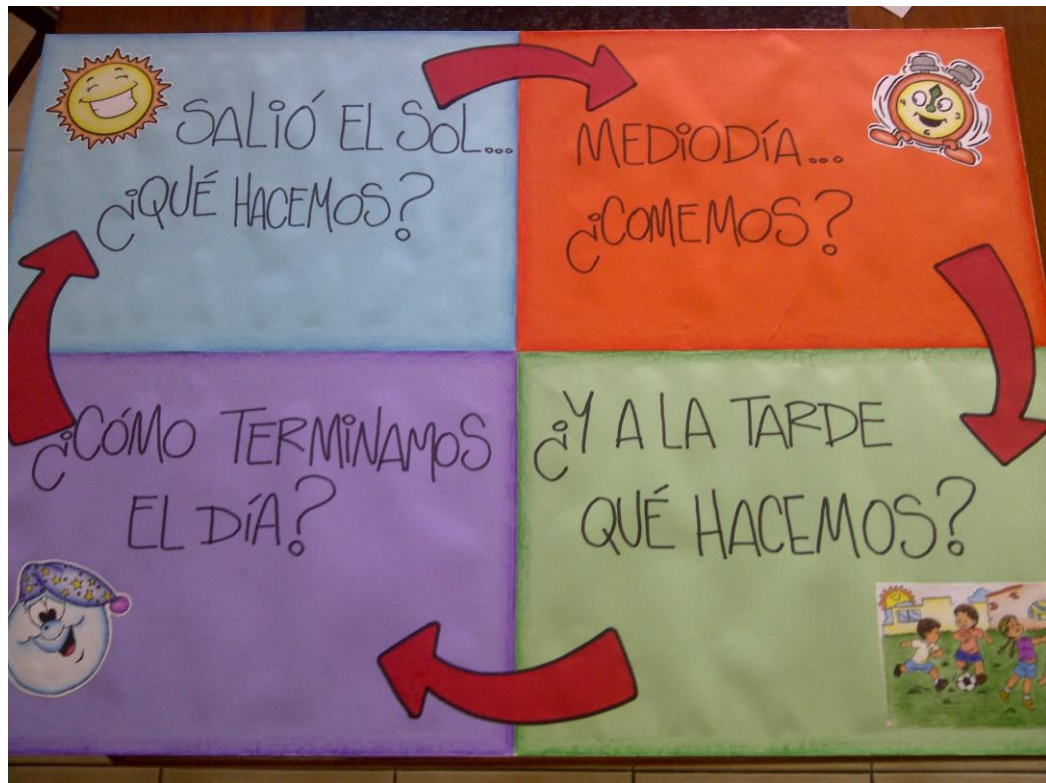 SALIÓ EL SOL...
¿QUÉ HACEMOS?
MEDIODÍA...
¿COMEMOS?
¿Y A LA TARDE
QUÉ HACEMOS?
¿CÓMO TERMINAMOS
EL DÍA?